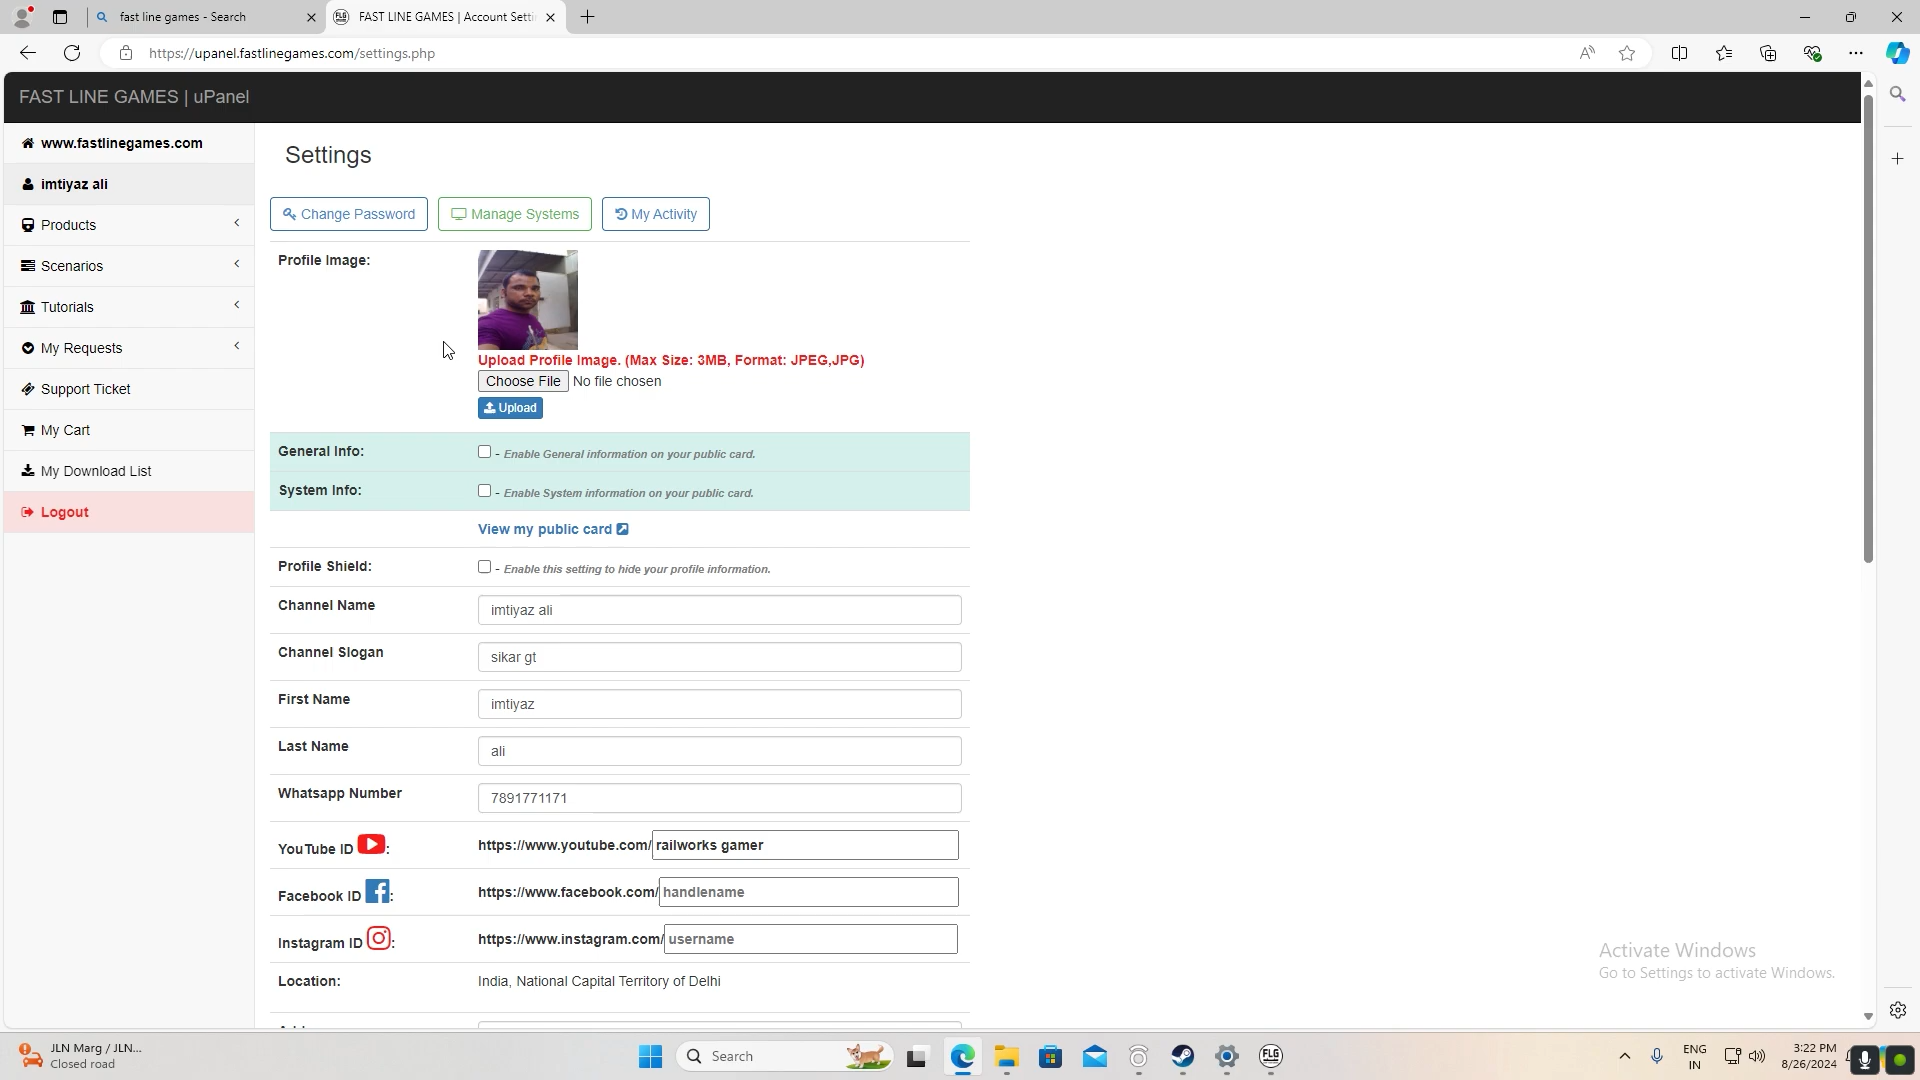 fast line games - Search
FAST LINE GAMES | Account Setti
https://upanel.fastlinegames.com/settings.php
FAST LINE GAMES | uPanel
www.fastlinegames.com
imtiyaz ali
Products
Scenarios
Tutorials
My Requests
Support Ticket
My Cart
My Download List
Logout
Settings
Change Password
Manage Systems
My Activity
Profile Image:
Upload Profile Image. (Max Size: 3MB, Format: JPEG,JPG)
Choose File No file chosen
Upload
General Info: - Enable General information on your public card.
System Info: - Enable System information on your public card.
View my public card
Profile Shield: - Enable this setting to hide your profile information.
Channel Name imtiyaz ali
Channel Slogan sikar gt
First Name imtiyaz
Last Name ali
Whatsapp Number 7891771171
YouTube ID : https://www.youtube.com/ railworks gamer
Facebook ID : https://www.facebook.com/ handlename
Instagram ID : https://www.instagram.com/ username
Location: India, National Capital Territory of Delhi
Activate Windows
Go to Settings to activate Windows.
JLN Marg / JLN...
Closed road
Search
FLG
ENG
IN
3:22 PM
8/26/2024